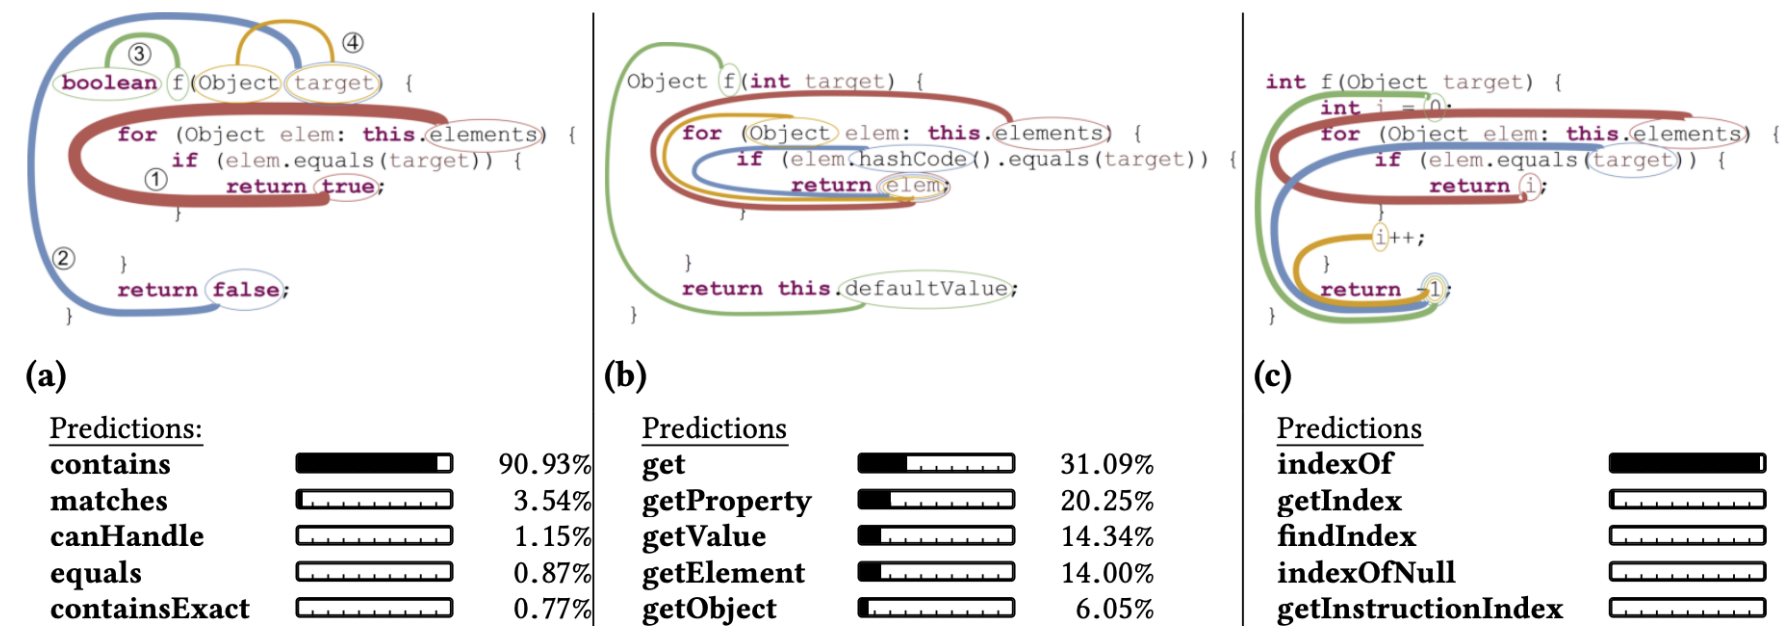 ③
④
boolean f(Object target) {
for (Object elem: this.elements) {
if (elem.equals(target)) {
① return true;
}
②
}
return false;
}
(a)
Predictions:
contains 90.93%
matches 3.54%
canHandle 1.15%
equals 0.87%
containsExact 0.77%
Object f(int target) {
for (Object elem: this.elements) {
if (elem.hashCode().equals(target)) {
return elem;
}
}
return this.defaultValue;
}
(b)
Predictions
get 31.09%
getProperty 20.25%
getValue 14.34%
getElement 14.00%
getObject 6.05%
int f(Object target) {
int i = 0;
for (Object elem: this.elements) {
if (elem.equals(target)) {
return i;
}
i++;
}
return -1;
}
(c)
Predictions
indexOf
getIndex
findIndex
indexOfNull
getInstructionIndex